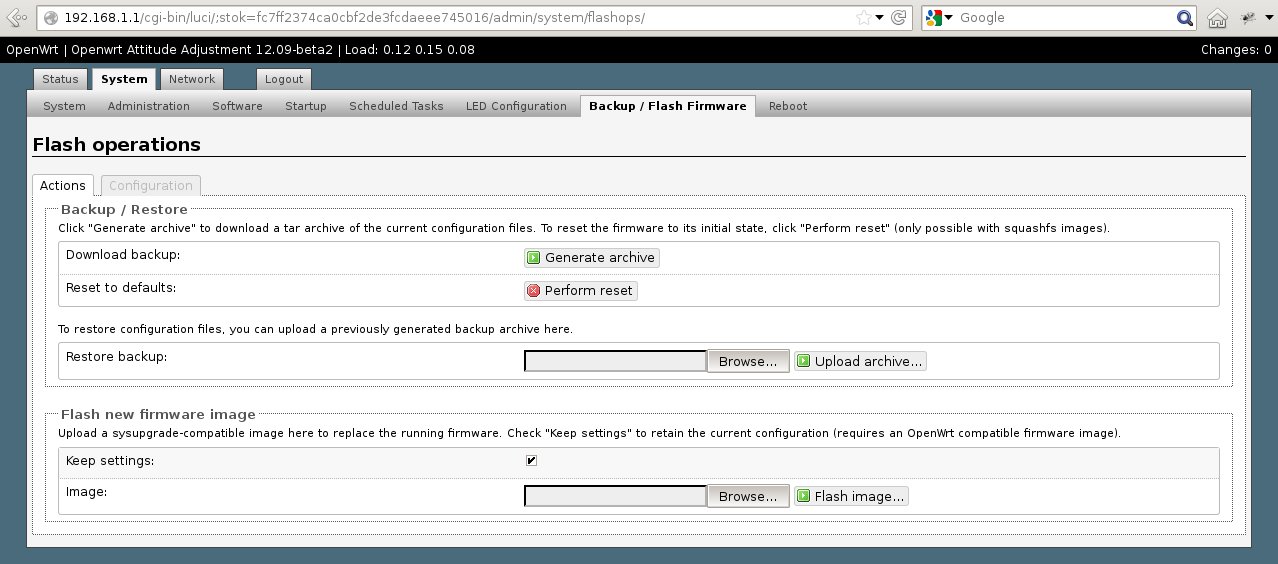 192.168.1.1/cgi-bin/luci/;stok=fc7ff2374ca0cbf2de3fcdaeee745016/admin/system/flashops/ Google
OpenWrt | Openwrt Attitude Adjustment 12.09-beta2 | Load: 0.12 0.15 0.08 Changes: 0
Status System Network Logout
System Administration Software Startup Scheduled Tasks LED Configuration Backup / Flash Firmware Reboot
Flash operations
Actions Configuration
Backup / Restore
Click "Generate archive" to download a tar archive of the current configuration files. To reset the firmware to its initial state, click "Perform reset" (only possible with squashfs images).
Download backup: Generate archive
Reset to defaults: Perform reset
To restore configuration files, you can upload a previously generated backup archive here.
Restore backup: Browse... Upload archive...
Flash new firmware image
Upload a sysupgrade-compatible image here to replace the running firmware. Check "Keep settings" to retain the current configuration (requires an OpenWrt compatible firmware image).
Keep settings:
Image: Browse... Flash image...